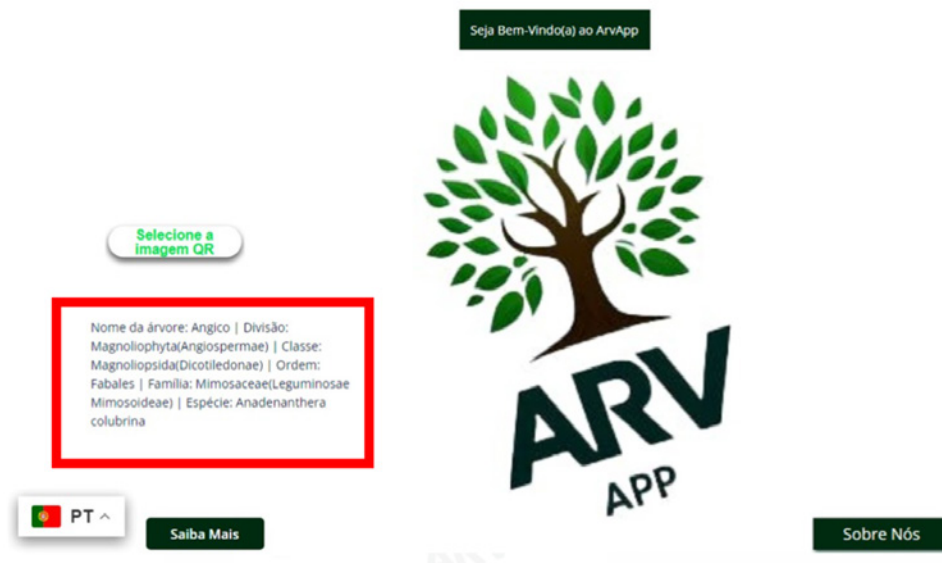 Seja Bem-Vindo(a) ao ArvApp
Selecione a
imagem QR
Nome da árvore: Angico | Divisão:
Magnoliophyta(Angiospermae) | Classe:
Magnoliopsida(Dicotiledonae) | Ordem:
Fabales | Família: Mimosaceae(Leguminosae
Mimosoideae) | Espécie: Anadenanthera
colubrina
ARV
APP
PT
Saiba Mais
Sobre Nós